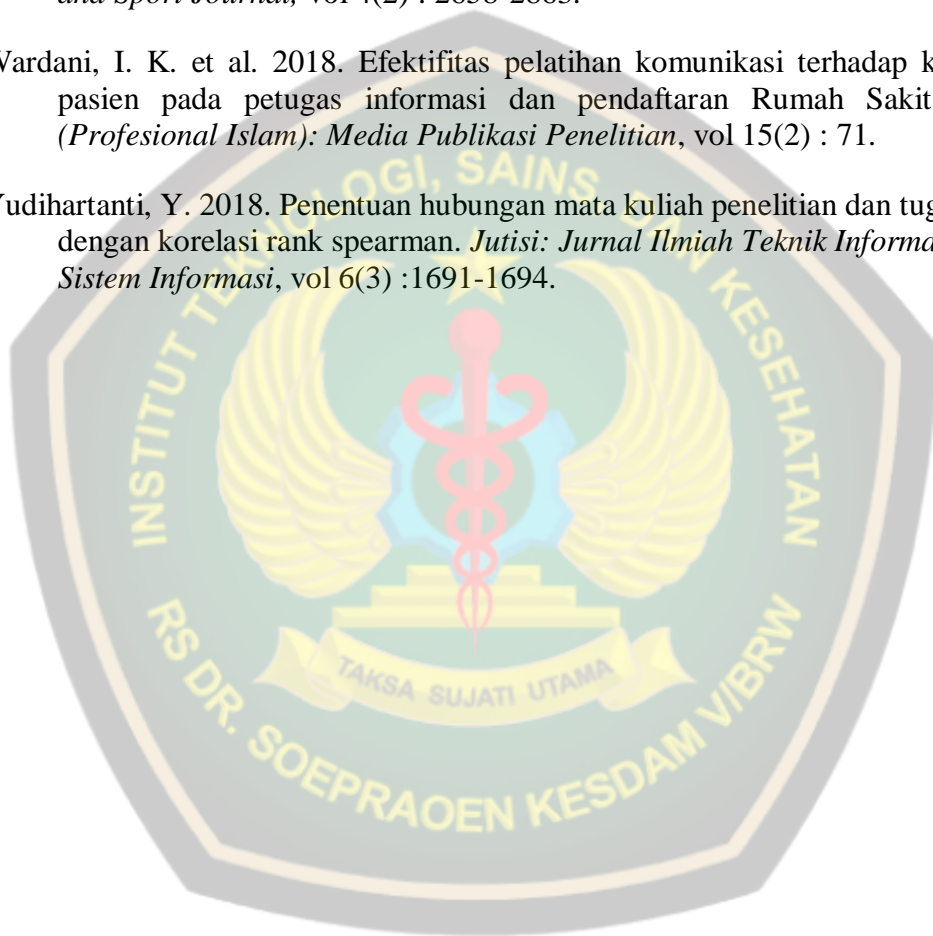 and Sport Journal, vol 4(2) :
Wardani, I. K. et al. 2018. Efektifitas pelatihan komunikasi terhadap k
pasien pada petugas informasi dan pendaftaran Rumah Sakit
(Profesional Islam): Media Publikasi Penelitian, vol 15(2) : 71.
Yudihartanti, Y. 2018. Penentuan hubungan mata kuliah penelitian dan tug
dengan korelasi rank spearman. Jutisi: Jurnal Ilmiah Teknik Informa
Sistem Informasi, vol 6(3) :1691-1694.
INSTITUT TEKNOLOGI, SAINS, DAN KESEHATAN
TAKSA SUJATI UTAMA
RS DR. SOEPRAOEN KESDAM V/BRW